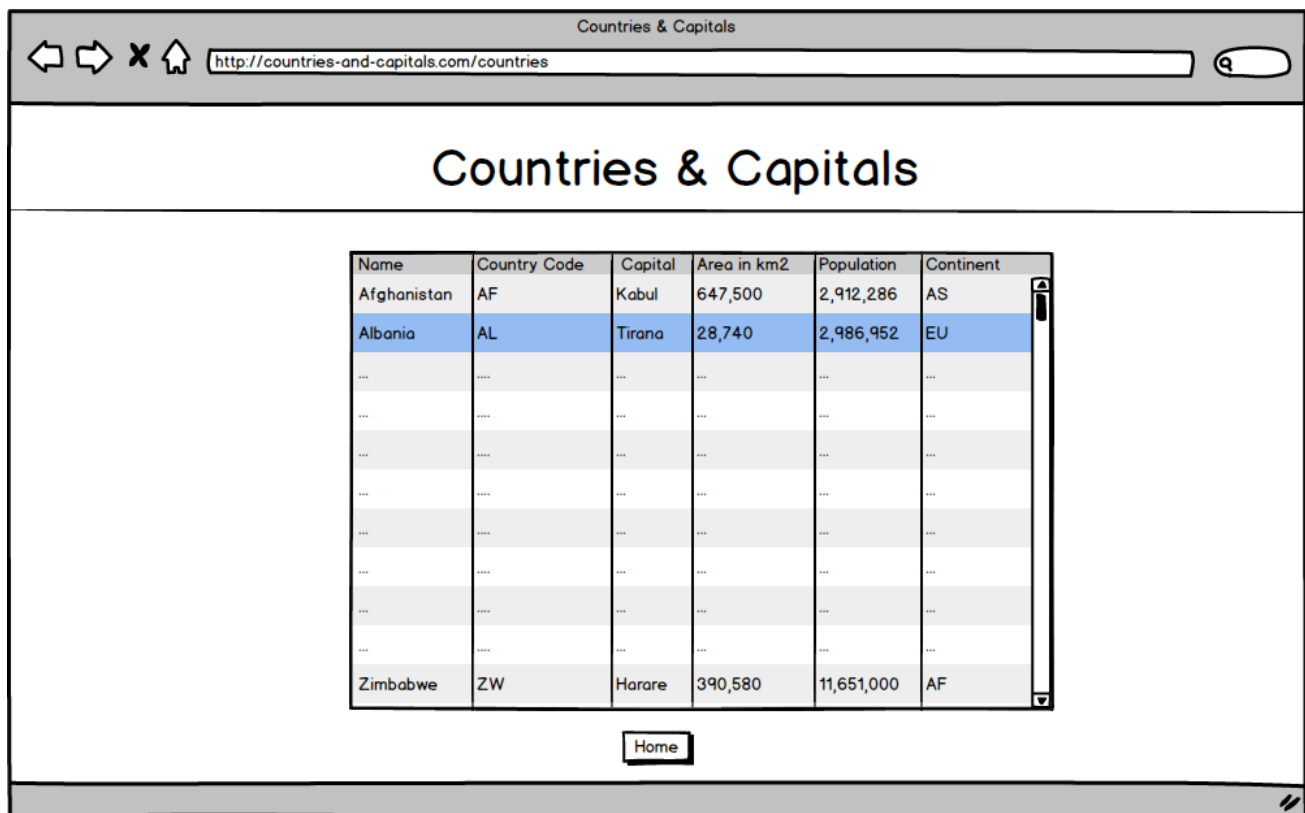 Countries & Capitals
http://countries-and-capitals.com/countries
Countries & Capitals
Name Country Code Capital Area in km2 Population Continent
Afghanistan AF Kabul 647,500 2,912,286 AS
Albania AL Tirana 28,740 2,986,952 EU
... .... ... ... ... ...
... .... ... ... ... ...
... .... ... ... ... ...
... .... ... ... ... ...
... .... ... ... ... ...
... .... ... ... ... ...
... .... ... ... ... ...
... .... ... ... ... ...
Zimbabwe ZW Harare 390,580 11,651,000 AF
Home